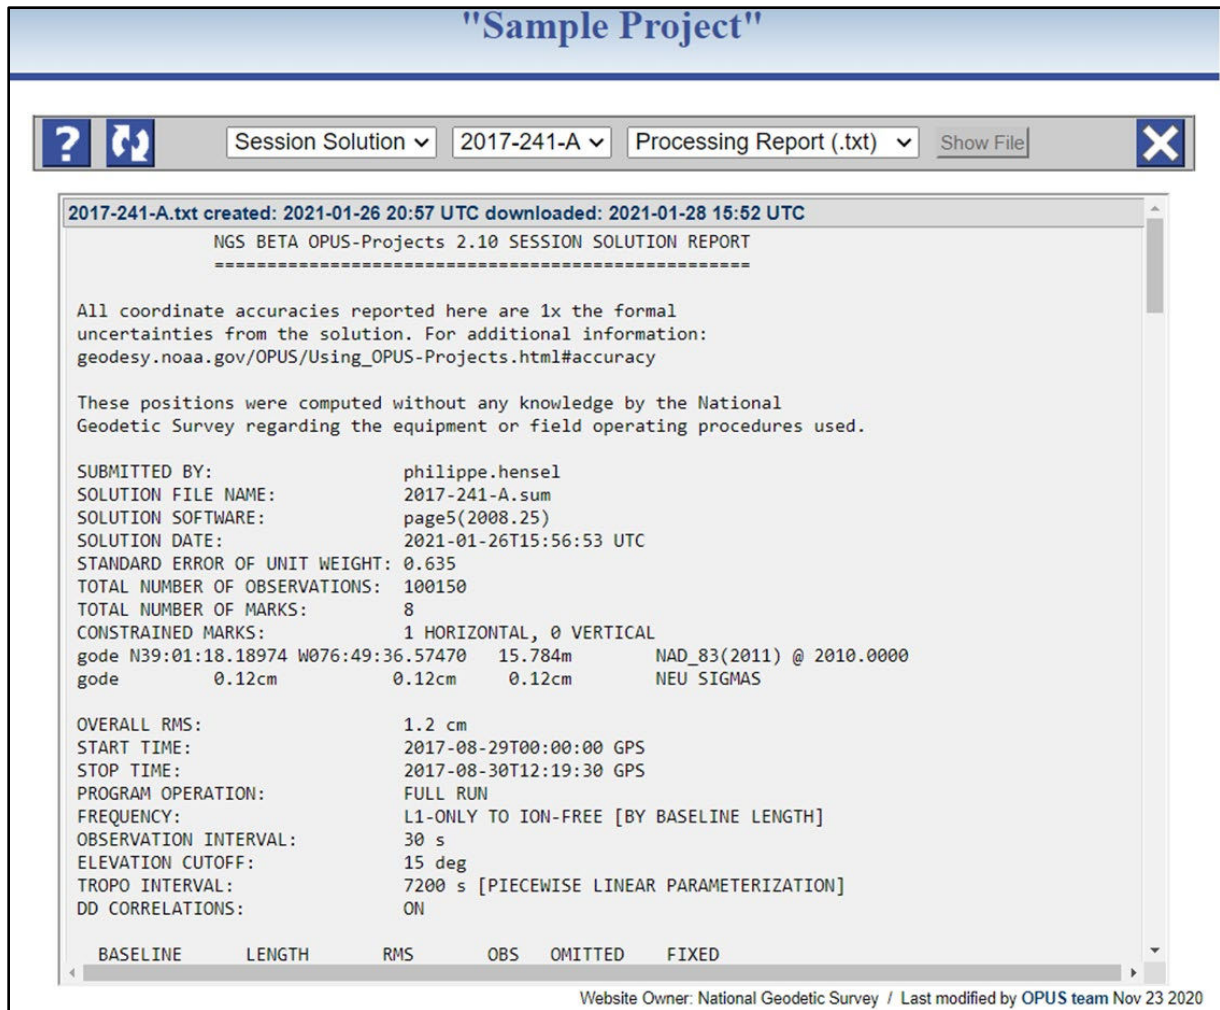 "Sample Project"
? Session Solution 2017-241-A Processing Report (.txt) Show File X
2017-241-A.txt created: 2021-01-26 20:57 UTC downloaded: 2021-01-28 15:52 UTC
NGS BETA OPUS-Projects 2.10 SESSION SOLUTION REPORT
===================================================
All coordinate accuracies reported here are 1x the formal
uncertainties from the solution. For additional information:
geodesy.noaa.gov/OPUS/Using_OPUS-Projects.html#accuracy
These positions were computed without any knowledge by the National
Geodetic Survey regarding the equipment or field operating procedures used.
SUBMITTED BY: philippe.hensel
SOLUTION FILE NAME: 2017-241-A.sum
SOLUTION SOFTWARE: page5(2008.25)
SOLUTION DATE: 2021-01-26T15:56:53 UTC
STANDARD ERROR OF UNIT WEIGHT: 0.635
TOTAL NUMBER OF OBSERVATIONS: 100150
TOTAL NUMBER OF MARKS: 8
CONSTRAINED MARKS: 1 HORIZONTAL, 0 VERTICAL
gode N39:01:18.18974 W076:49:36.57470 15.784m NAD_83(2011) @ 2010.0000
gode 0.12cm 0.12cm 0.12cm NEU SIGMAS
OVERALL RMS: 1.2 cm
START TIME: 2017-08-29T00:00:00 GPS
STOP TIME: 2017-08-30T12:19:30 GPS
PROGRAM OPERATION: FULL RUN
FREQUENCY: L1-ONLY TO ION-FREE [BY BASELINE LENGTH]
OBSERVATION INTERVAL: 30 s
ELEVATION CUTOFF: 15 deg
TROPO INTERVAL: 7200 s [PIECEWISE LINEAR PARAMETERIZATION]
DD CORRELATIONS: ON
BASELINE LENGTH RMS OBS OMITTED FIXED
Website Owner: National Geodetic Survey / Last modified by OPUS team Nov 23 2020